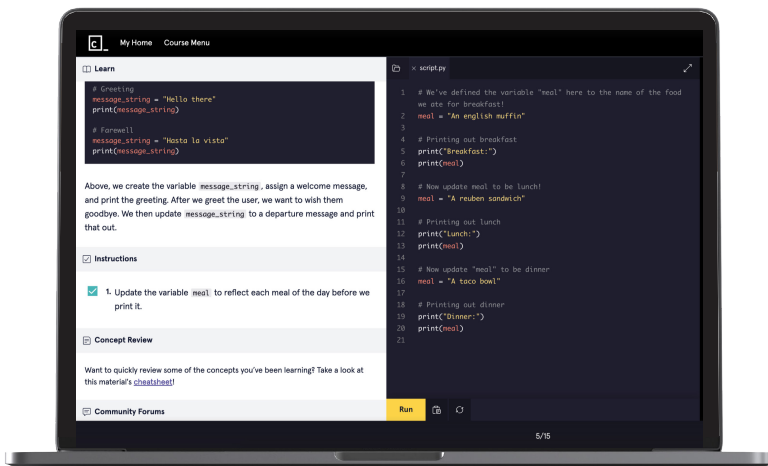 C_ My Home Course Menu
Learn
# Greeting
message_string = "Hello there"
print(message_string)
# Farewell
message_string = "Hasta la vista"
print(message_string)
Above, we create the variable message_string, assign a welcome message,
and print the greeting. After we greet the user, we want to wish them
goodbye. We then update message_string to a departure message and print
that out.
Instructions
1. Update the variable meal to reflect each meal of the day before we
print it.
Concept Review
Want to quickly review some of the concepts you've been learning? Take a look at
this material's cheatsheet!
Community Forums
× script.py
1 # We've defined the variable "meal" here to the name of the food
we ate for breakfast!
2 meal = "An english muffin"
3
4 # Printing out breakfast
5 print("Breakfast:")
6 print(meal)
7
8 # Now update meal to be lunch!
9 meal = "A reuben sandwich"
10
11 # Printing out lunch
12 print("Lunch:")
13 print(meal)
14
15 # Now update "meal" to be dinner
16 meal = "A taco bowl"
17
18 # Printing out dinner
19 print("Dinner:")
20 print(meal)
21
Run
5/15